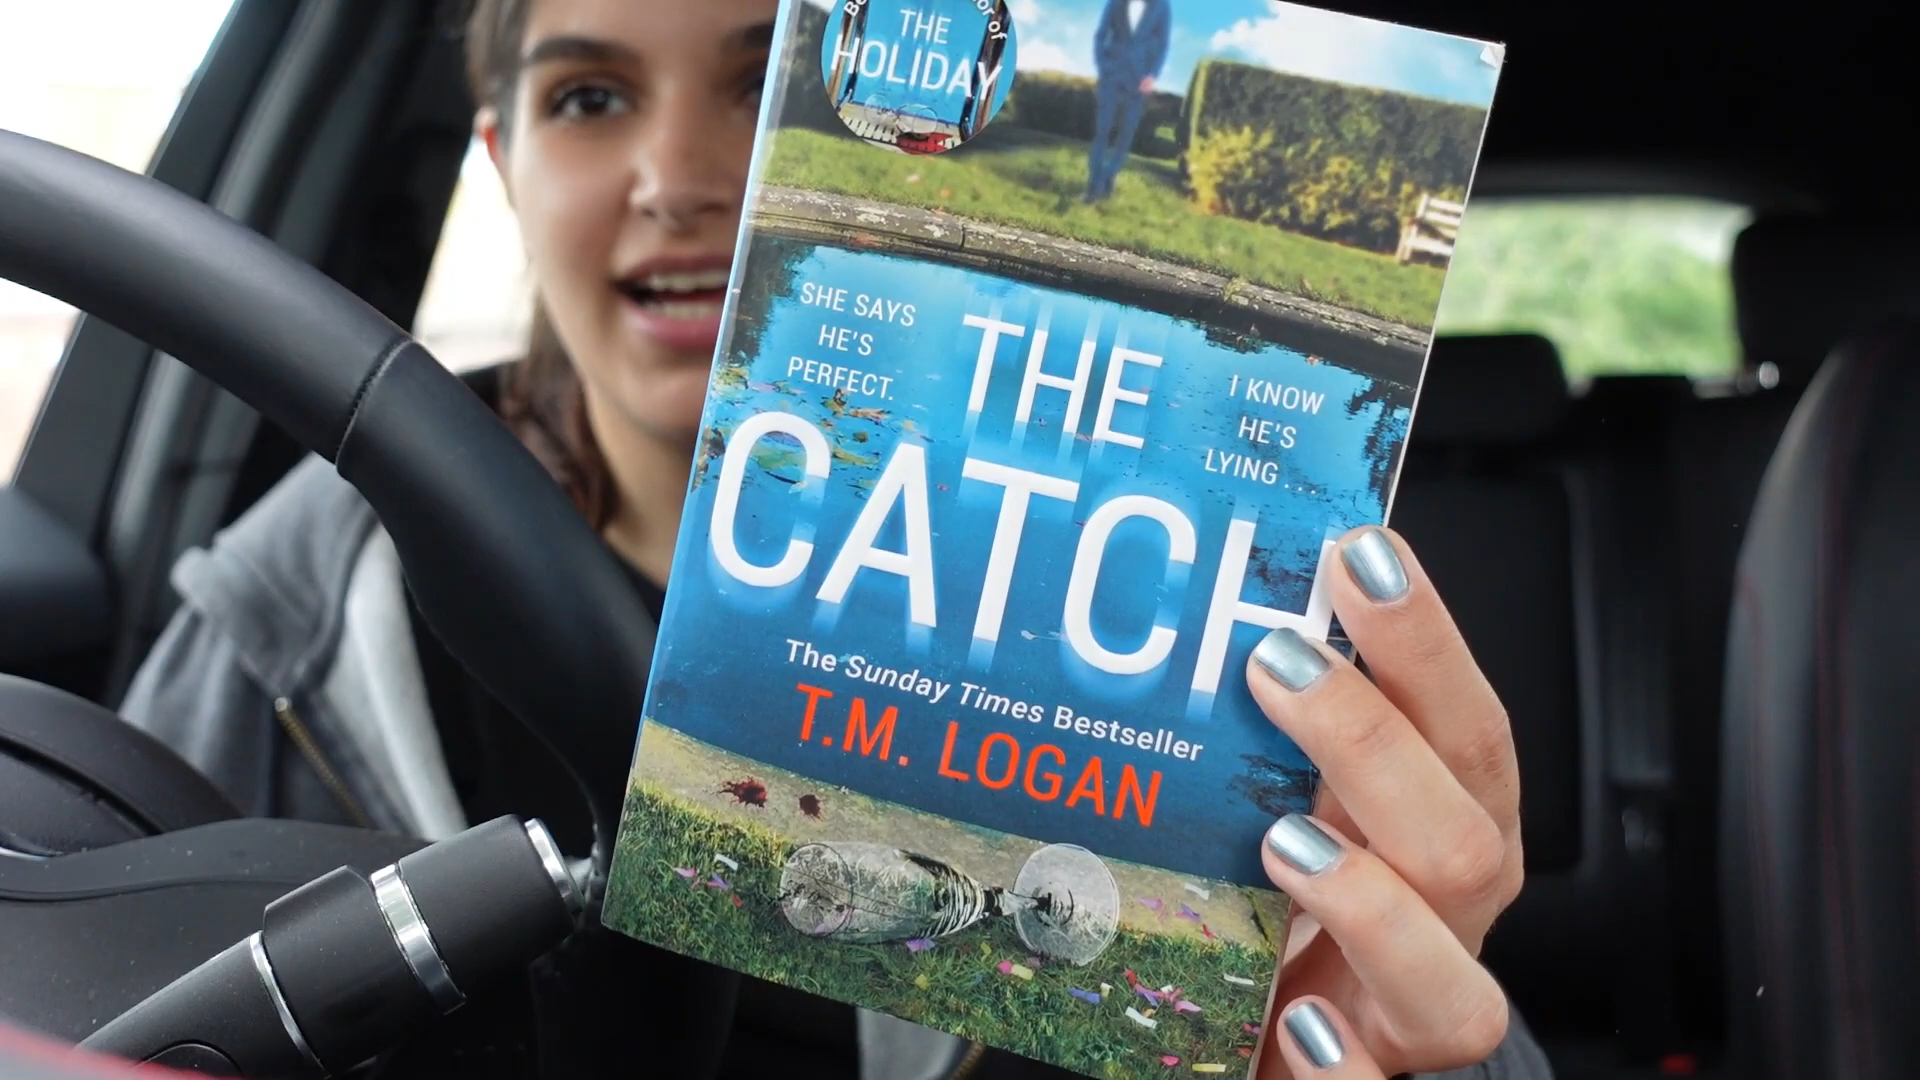 THE
HOLIDAY
SHE SAYS
HE'S
PERFECT.
THE
CATCH
I KNOW
HE'S
LYING...
The Sunday Times Bestseller
T.M. LOGAN